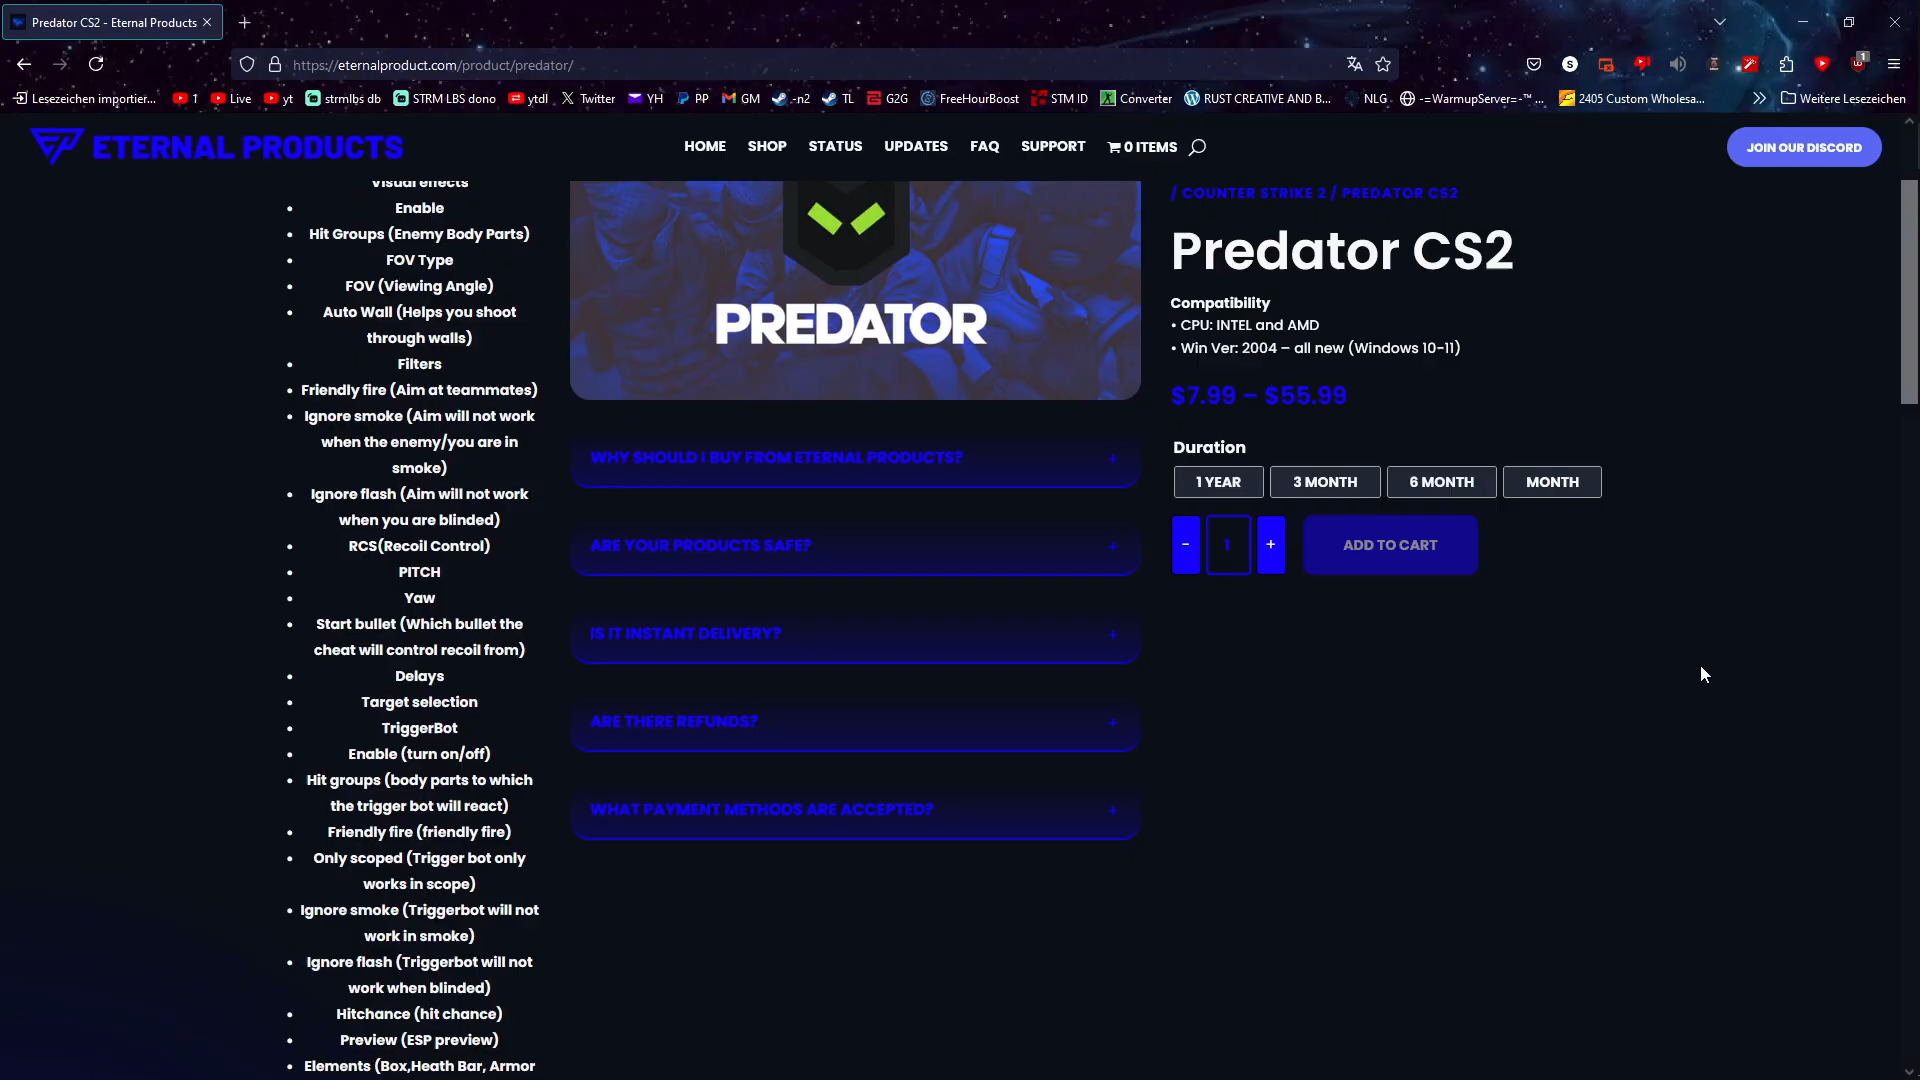 Predator CS2 - Eternal Products
https://eternalproduct.com/product/predator/
1
Lesezeichen importier...
1
Live
yt
strmlbs db
STRM LBS dono
ytdl
Twitter
YH
PP
GM
.-n2
TL
G2G
FreeHourBoost
STM ID
Converter
RUST CREATIVE AND B...
NLG
-=WarmupServer=-™ ...
2405 Custom Wholesa...
Weitere Lesezeichen
ETERNAL PRODUCTS
HOME
SHOP
STATUS
UPDATES
FAQ
SUPPORT
0 ITEMS
JOIN OUR DISCORD
Visual effects
• Enable
• Hit Groups (Enemy Body Parts)
• FOV Type
• FOV (Viewing Angle)
• Auto Wall (Helps you shoot
through walls)
• Filters
• Friendly fire (Aim at teammates)
• Ignore smoke (Aim will not work
when the enemy/you are in
smoke)
• Ignore flash (Aim will not work
when you are blinded)
• RCS(Recoil Control)
• PITCH
• Yaw
• Start bullet (Which bullet the
cheat will control recoil from)
• Delays
• Target selection
• TriggerBot
• Enable (turn on/off)
• Hit groups (body parts to which
the trigger bot will react)
• Friendly fire (friendly fire)
• Only scoped (Trigger bot only
works in scope)
• Ignore smoke (Triggerbot will not
work in smoke)
• Ignore flash (Triggerbot will not
work when blinded)
• Hitchance (hit chance)
• Preview (ESP preview)
• Elements (Box,Heath Bar, Armor
PREDATOR
WHY SHOULD I BUY FROM ETERNAL PRODUCTS? +
ARE YOUR PRODUCTS SAFE? +
IS IT INSTANT DELIVERY? +
ARE THERE REFUNDS? +
WHAT PAYMENT METHODS ARE ACCEPTED? +
/ COUNTER STRIKE 2 / PREDATOR CS2
Predator CS2
Compatibility
• CPU: INTEL and AMD
• Win Ver: 2004 – all new (Windows 10-11)
$7.99 – $55.99
Duration
1 YEAR
3 MONTH
6 MONTH
MONTH
- 1 +
ADD TO CART